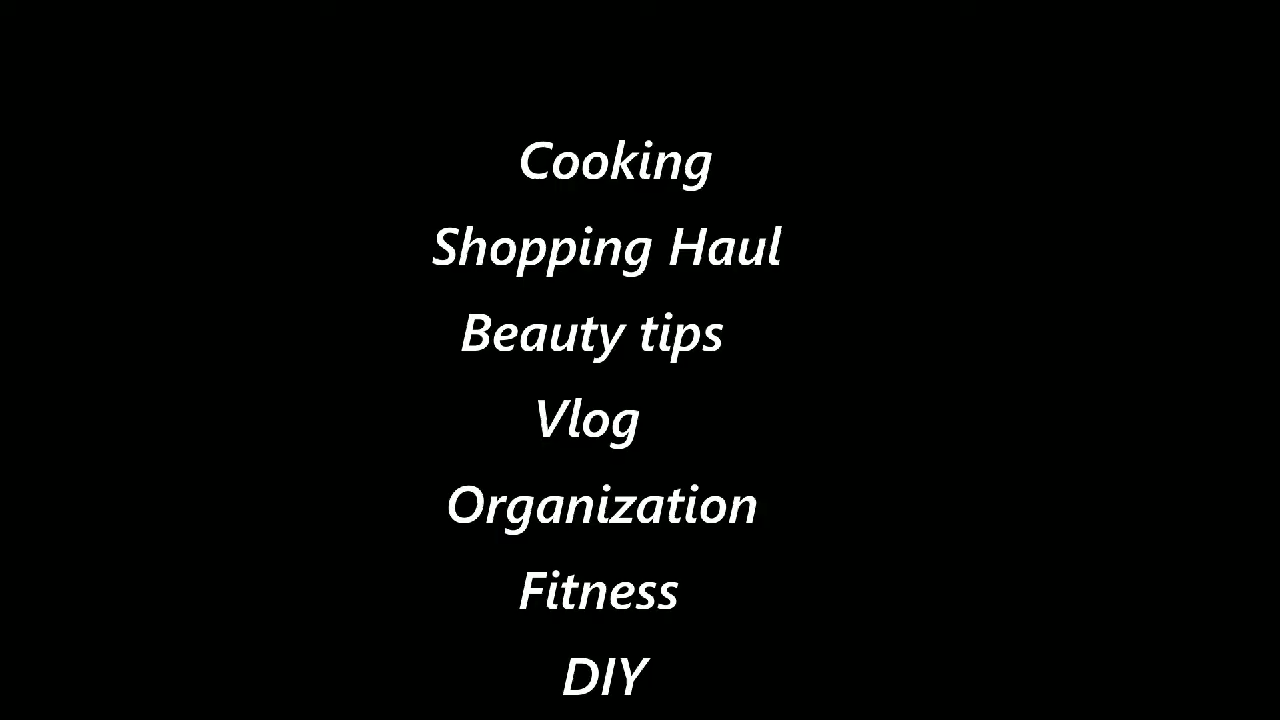 Cooking
Shopping Haul
Beauty tips
Vlog
Organization
Fitness
DIY